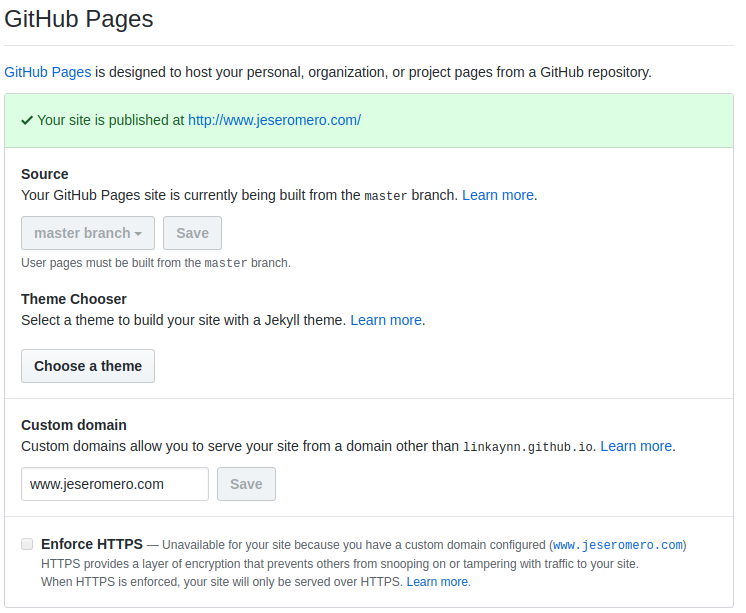 GitHub Pages
GitHub Pages is designed to host your personal, organization, or project pages from a GitHub repository.
Your site is published at http://www.jeseromero.com/
Source
Your GitHub Pages site is currently being built from the master branch. Learn more.
master branch Save
User pages must be built from the master branch.
Theme Chooser
Select a theme to build your site with a Jekyll theme. Learn more.
Choose a theme
Custom domain
Custom domains allow you to serve your site from a domain other than linkaynn.github.io. Learn more.
www.jeseromero.com Save
Enforce HTTPS — Unavailable for your site because you have a custom domain configured (www.jeseromero.com)
HTTPS provides a layer of encryption that prevents others from snooping on or tampering with traffic to your site.
When HTTPS is enforced, your site will only be served over HTTPS. Learn more.